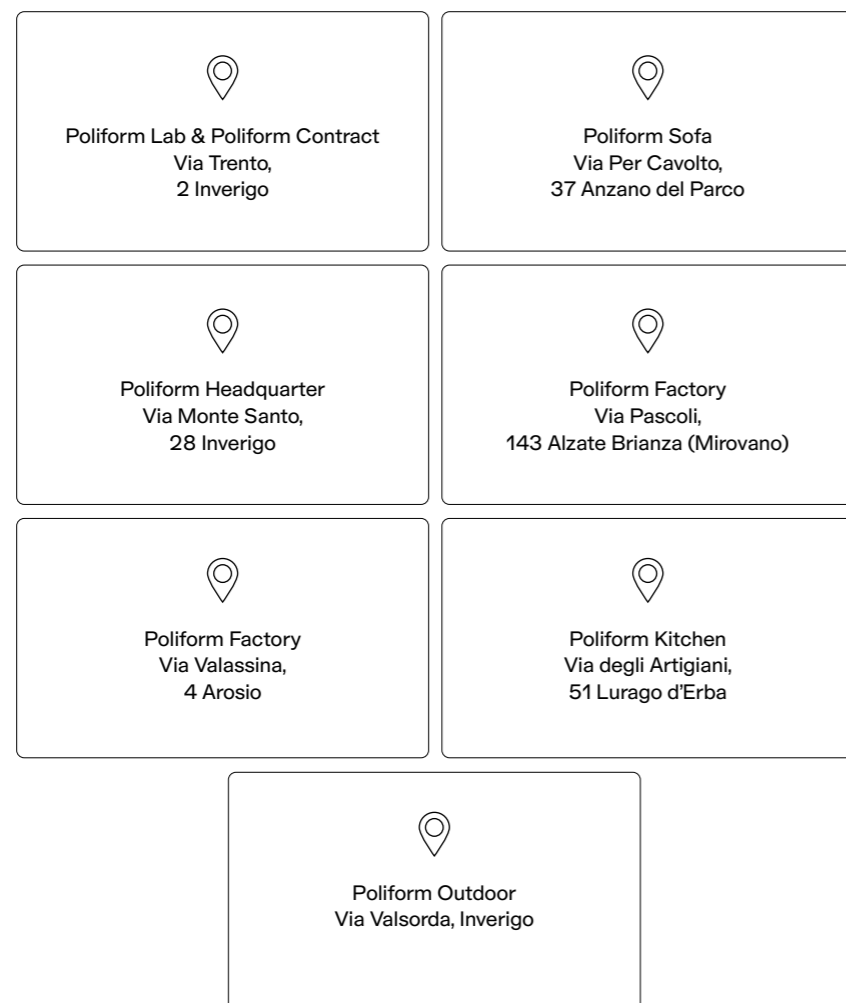 Poliform Lab & Poliform Contract
Via Trento,
2 Inverigo
Poliform Sofa
Via Per Cavolto,
37 Anzano del Parco
Poliform Headquarter
Via Monte Santo,
28 Inverigo
Poliform Factory
Via Pascoli,
143 Alzate Brianza (Mirovano)
Poliform Factory
Via Valassina,
4 Arosio
Poliform Kitchen
Via degli Artigiani,
51 Lurago d’Erba
Poliform Outdoor
Via Valsorda, Inverigo